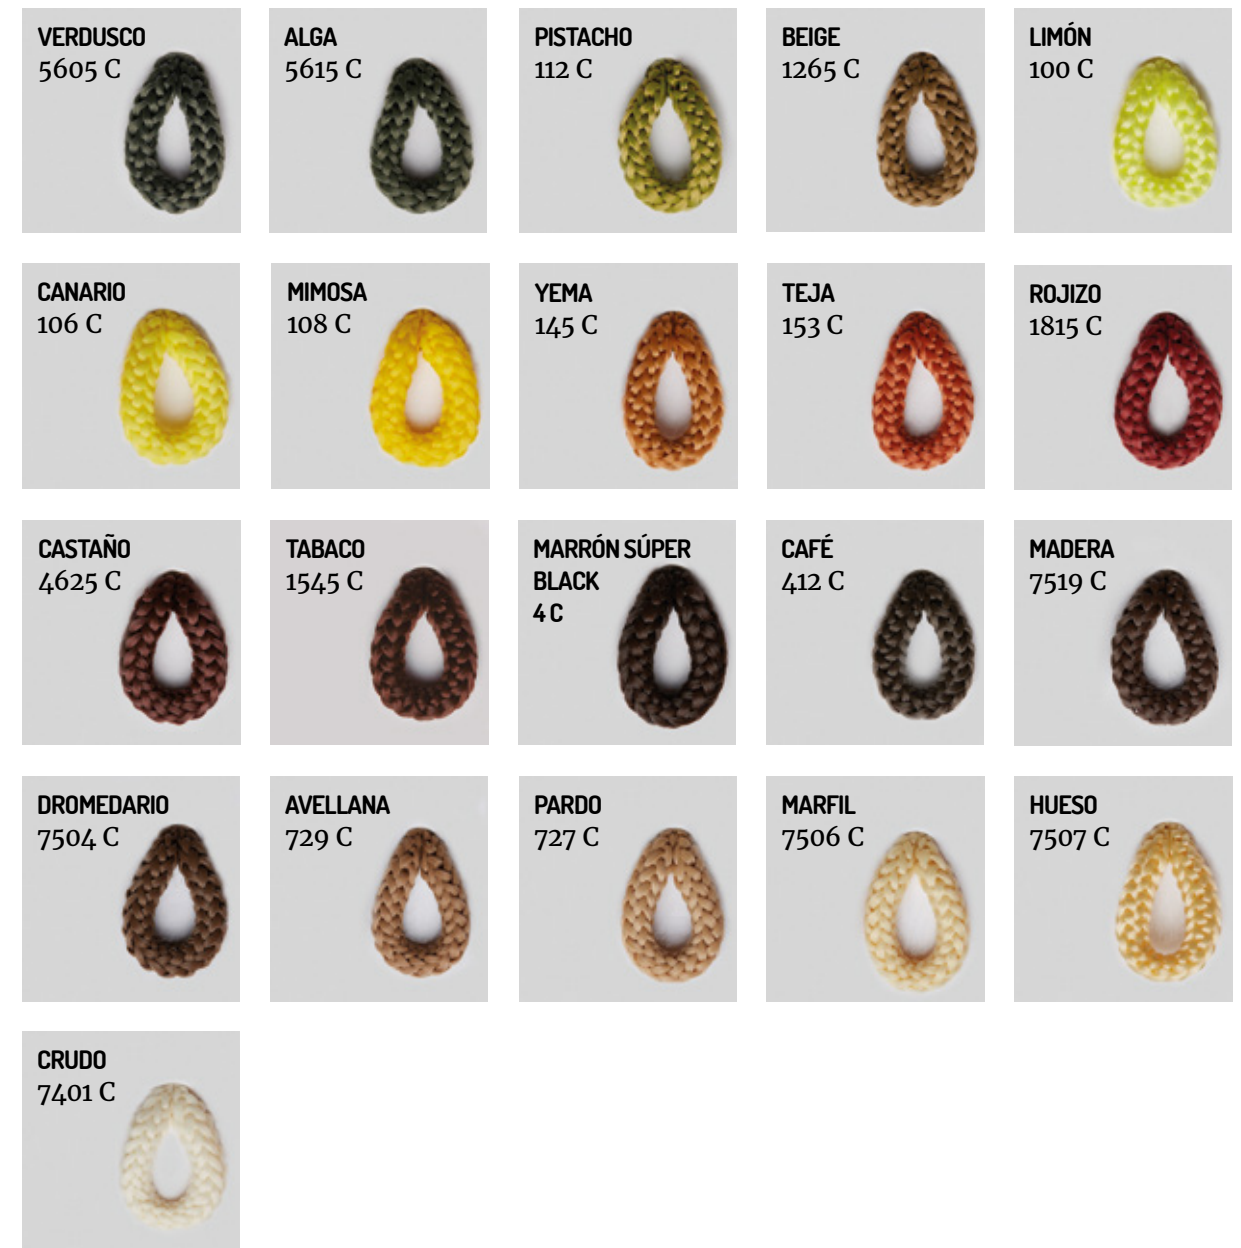 VERDUSCO
5605 C
ALGA
5615 C
PISTACHO
112 C
BEIGE
1265 C
LIMÓN
100 C
CANARIO
106 C
MIMOSA
108 C
YEMA
145 C
TEJA
153 C
ROJIZO
1815 C
CASTAÑO
4625 C
TABACO
1545 C
MARRÓN SÚPER
BLACK
4 C
CAFÉ
412 C
MADERA
7519 C
DROMEDARIO
7504 C
AVELLANA
729 C
PARDO
727 C
MARFIL
7506 C
HUESO
7507 C
CRUDO
7401 C